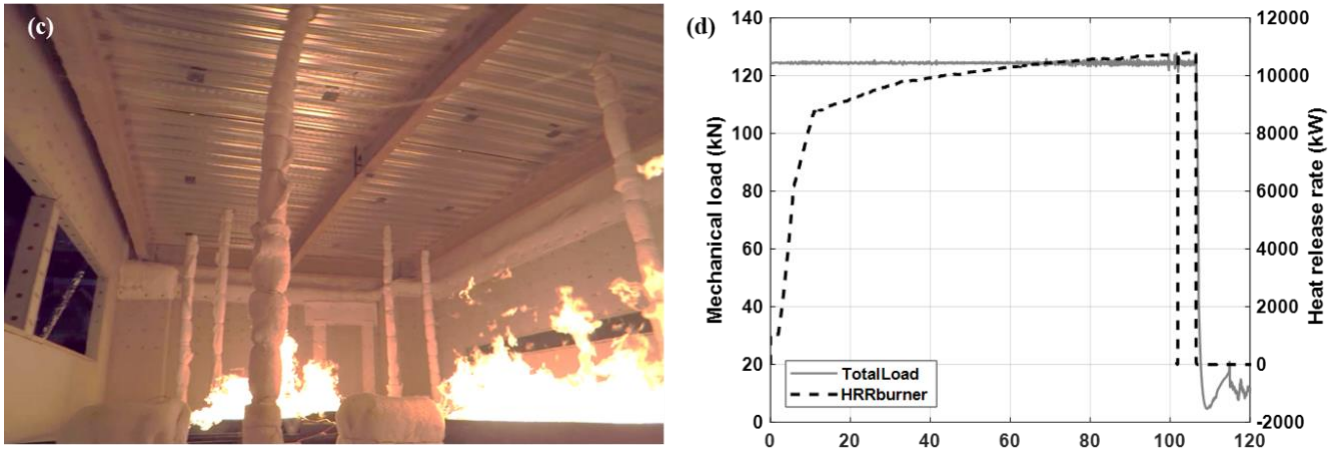 (c)
(d)
140
120
100
80
60
40
20
0
Mechanical load (kN)
12000
10000
8000
6000
4000
2000
0
-2000
Heat release rate (kW)
TotalLoad
HRRburner
0 20 40 60 80 100 120